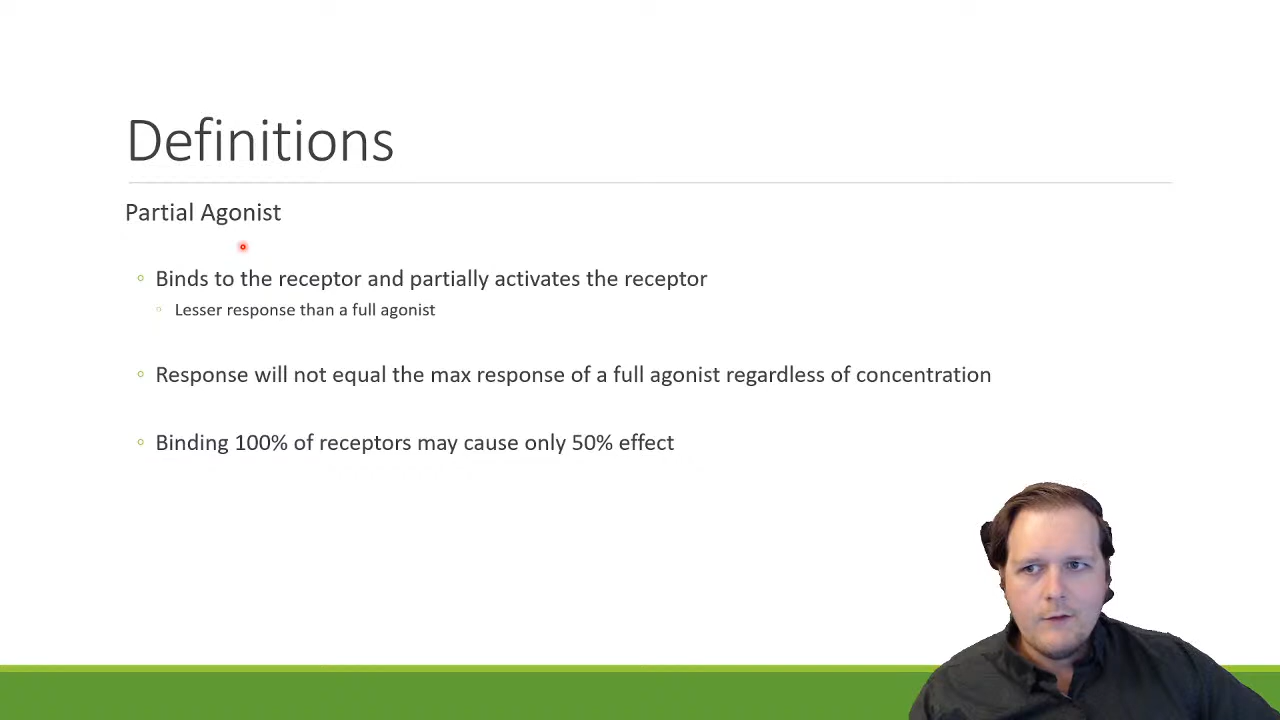 Definitions
Partial Agonist
Binds to the receptor and partially activates the receptor
Lesser response than a full agonist
Response will not equal the max response of a full agonist regardless of concentration
Binding 100% of receptors may cause only 50% effect